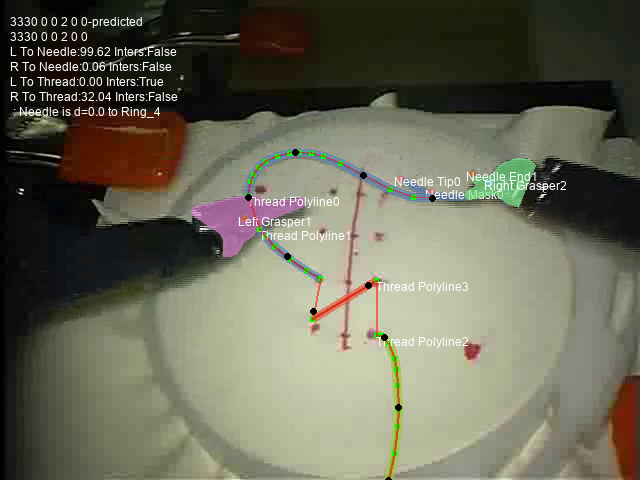 3330 0 0 2 0 0-predicted
3330 0 0 2 0 0
L To Needle:99.62 Inters:False
R To Needle:0.06 Inters:False
L To Thread:0.00 Inters:True
R To Thread:32.04 Inters:False
: Needle is d=0.0 to Ring_4
Needle End1
Needle Tip0
Right Grasper2
Needle Mask0
Thread Polyline0
Left Grasper1
Thread Polyline1
Thread Polyline3
Thread Polyline2